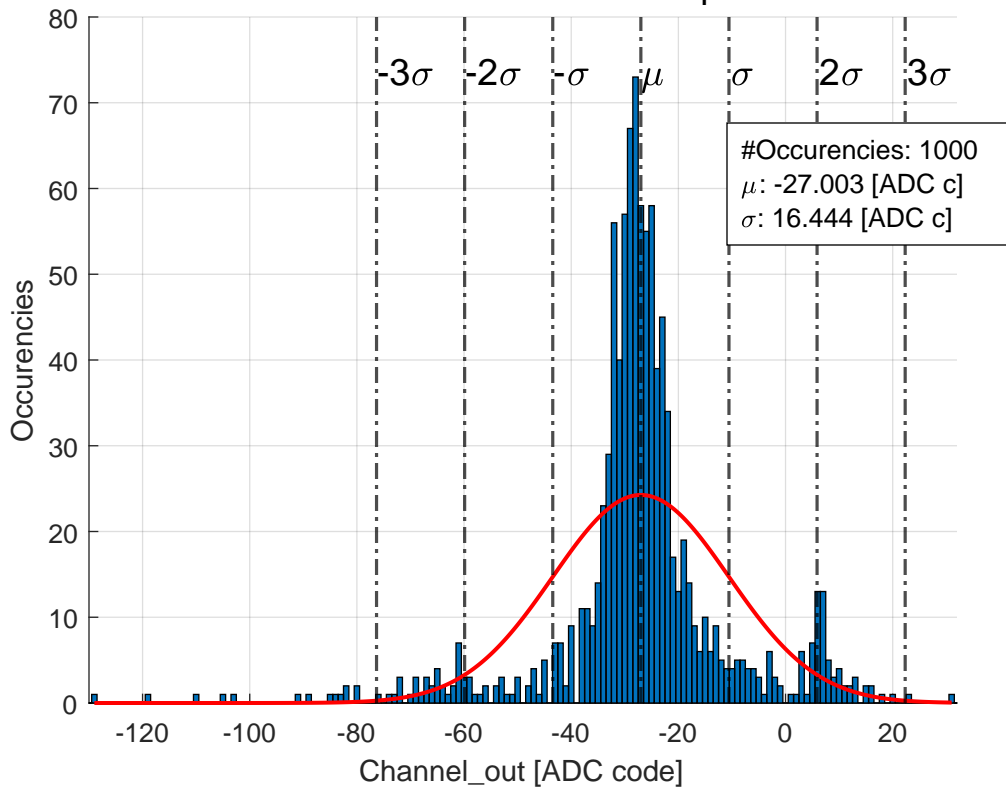 80
70
60
50
40
30
20
10
0
Occurencies
-3σ -2σ -σ μ σ 2σ 3σ
#Occurencies: 1000
μ: -27.003 [ADC c]
σ: 16.444 [ADC c]
-120 -100 -80 -60 -40 -20 0 20
Channel_out [ADC code]